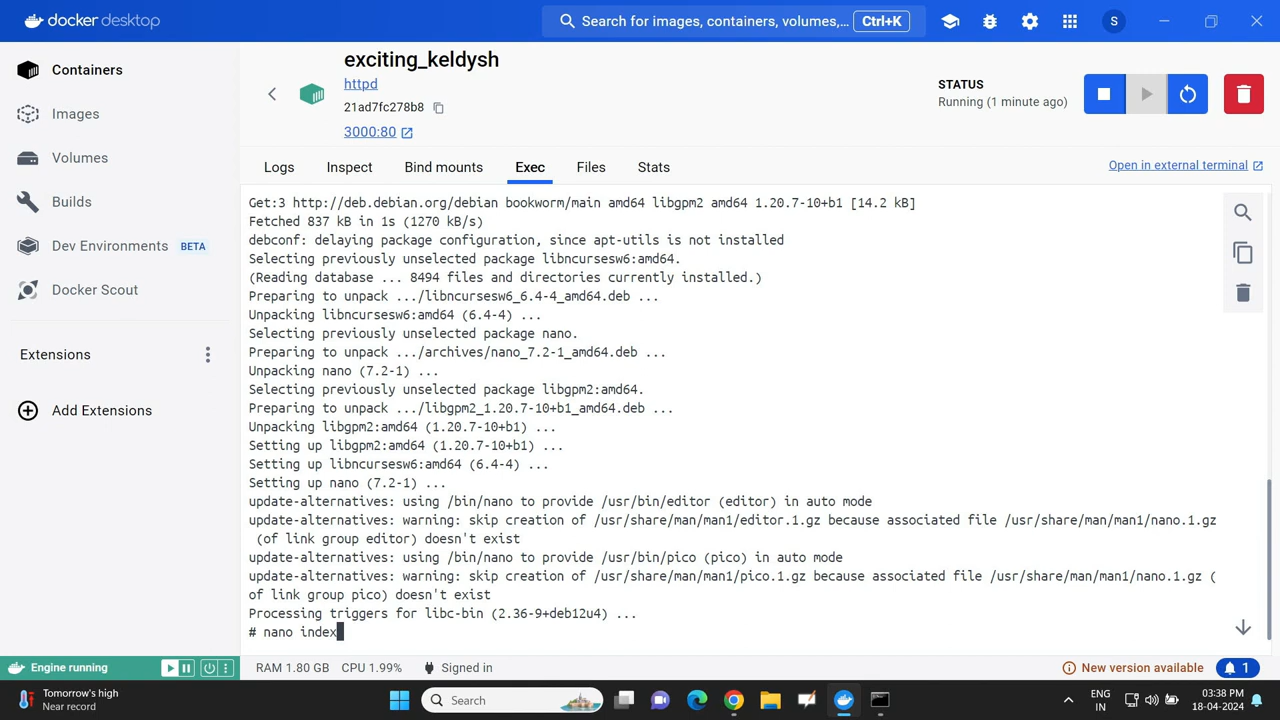 docker desktop
Search for images, containers, volumes,...
Ctrl+K
S
Containers
Images
Volumes
Builds
Dev Environments BETA
Docker Scout
Extensions
Add Extensions
exciting_keldysh
httpd
21ad7fc278b8
3000:80
STATUS
Running (1 minute ago)
Logs Inspect Bind mounts Exec Files Stats
Open in external terminal
Get:3 http://deb.debian.org/debian bookworm/main amd64 libgpm2 amd64 1.20.7-10+b1 [14.2 kB]
Fetched 837 kB in 1s (1270 kB/s)
debconf: delaying package configuration, since apt-utils is not installed
Selecting previously unselected package libncursesw6:amd64.
(Reading database ... 8494 files and directories currently installed.)
Preparing to unpack .../libncursesw6_6.4-4_amd64.deb ...
Unpacking libncursesw6:amd64 (6.4-4) ...
Selecting previously unselected package nano.
Preparing to unpack .../archives/nano_7.2-1_amd64.deb ...
Unpacking nano (7.2-1) ...
Selecting previously unselected package libgpm2:amd64.
Preparing to unpack .../libgpm2_1.20.7-10+b1_amd64.deb ...
Unpacking libgpm2:amd64 (1.20.7-10+b1) ...
Setting up libgpm2:amd64 (1.20.7-10+b1) ...
Setting up libncursesw6:amd64 (6.4-4) ...
Setting up nano (7.2-1) ...
update-alternatives: using /bin/nano to provide /usr/bin/editor (editor) in auto mode
update-alternatives: warning: skip creation of /usr/share/man/man1/editor.1.gz because associated file /usr/share/man/man1/nano.1.gz
(of link group editor) doesn't exist
update-alternatives: using /bin/nano to provide /usr/bin/pico (pico) in auto mode
update-alternatives: warning: skip creation of /usr/share/man/man1/pico.1.gz because associated file /usr/share/man/man1/nano.1.gz (
of link group pico) doesn't exist
Processing triggers for libc-bin (2.36-9+deb12u4) ...
# nano index
Engine running
RAM 1.80 GB CPU 1.99% Signed in
New version available
1
Tomorrow's high
Near record
Search
ENG
IN
03:38 PM
18-04-2024